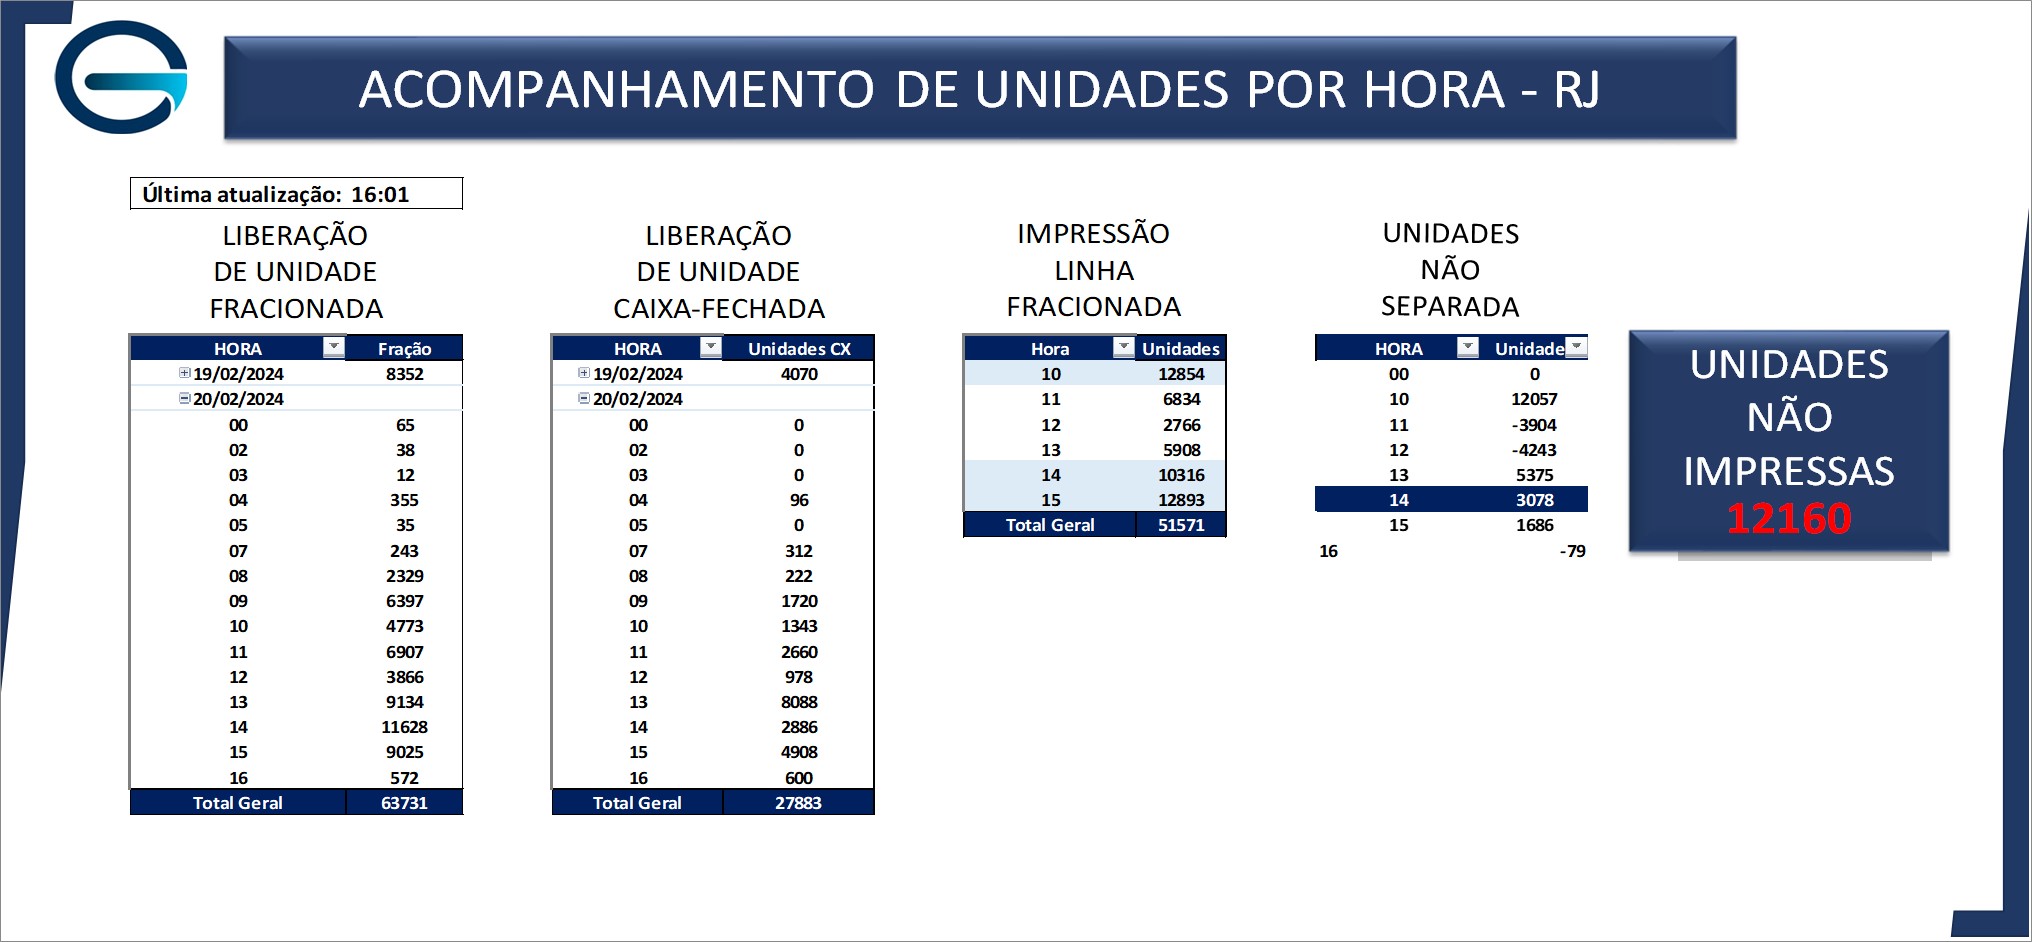 ACOMPANHAMENTO DE UNIDADES POR HORA - RJ
Última atualização: 16:01
LIBERAÇÃO
DE UNIDADE
FRACIONADA
HORA Fração
19/02/2024 8352
20/02/2024
00 65
02 38
03 12
04 355
05 35
07 243
08 2329
09 6397
10 4773
11 6907
12 3866
13 9134
14 11628
15 9025
16 572
Total Geral 63731
LIBERAÇÃO
DE UNIDADE
CAIXA-FECHADA
HORA Unidades CX
19/02/2024 4070
20/02/2024
00 0
02 0
03 0
04 96
05 0
07 312
08 222
09 1720
10 1343
11 2660
12 978
13 8088
14 2886
15 4908
16 600
Total Geral 27883
IMPRESSÃO
LINHA
FRACIONADA
Hora Unidades
10 12854
11 6834
12 2766
13 5908
14 10316
15 12893
Total Geral 51571
UNIDADES
NÃO
SEPARADA
HORA Unidade
00 0
10 12057
11 -3904
12 -4243
13 5375
14 3078
15 1686
16 -79
UNIDADES
NÃO
IMPRESSAS
12160